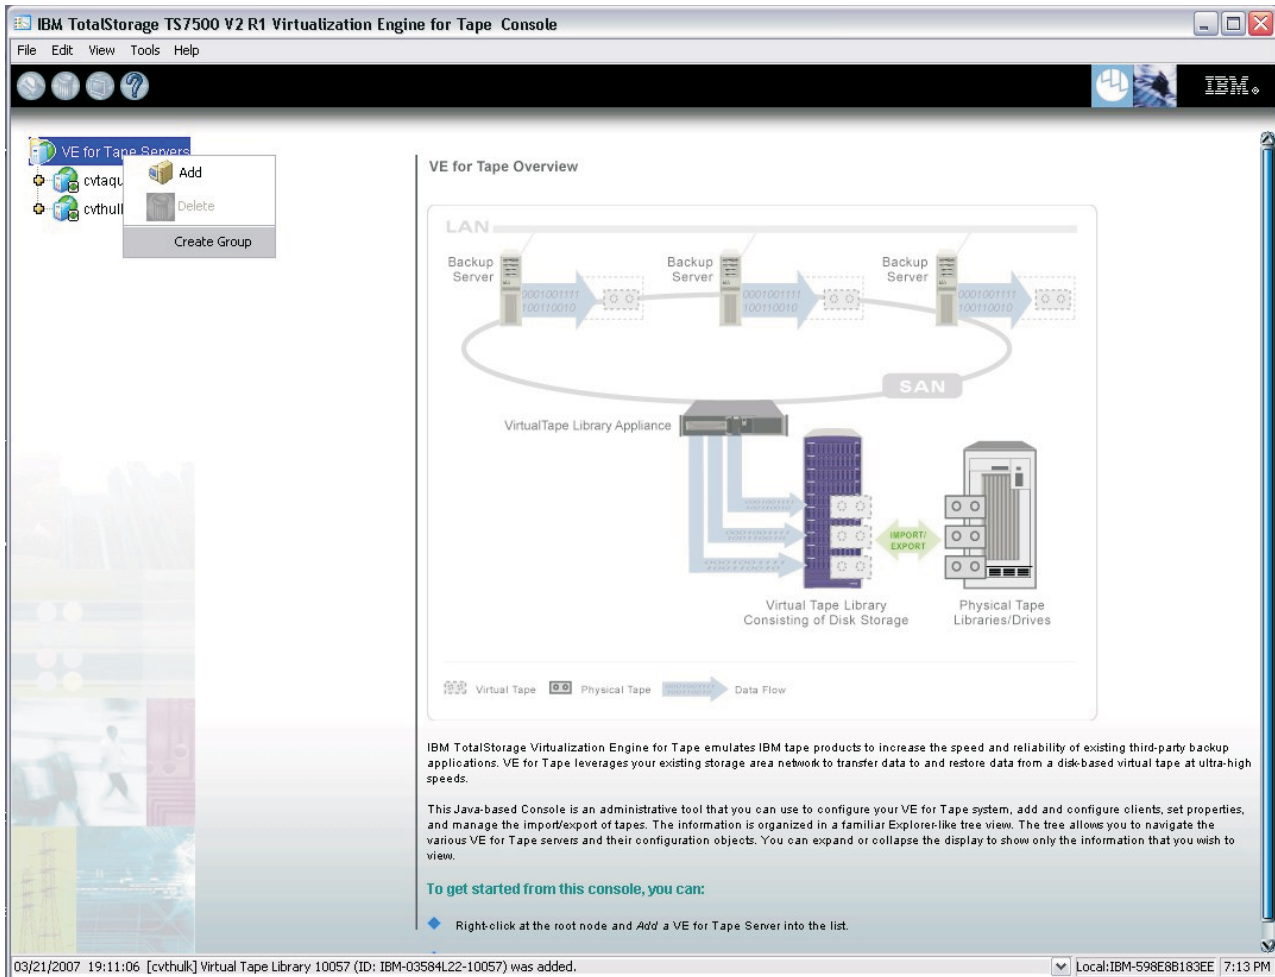 IBM TotalStorage TS7500 V2 R1 Virtualization Engine for Tape Console
File Edit View Tools Help
IBM
VE for Tape Servers
Add
cvtaqu
Delete
cvthull
Create Group
VE for Tape Overview
LAN
Backup Server
Backup Server
Backup Server
0001001111
100110010
0001001111
100110010
0001001111
100110010
SAN
VirtualTape Library Appliance
IMPORT/
EXPORT
Virtual Tape Library
Consisting of Disk Storage
Physical Tape
Libraries/Drives
Virtual Tape Physical Tape Data Flow
IBM TotalStorage Virtualization Engine for Tape emulates IBM tape products to increase the speed and reliability of existing third-party backup
applications. VE for Tape leverages your existing storage area network to transfer data to and restore data from a disk-based virtual tape at ultra-high
speeds.
This Java-based Console is an administrative tool that you can use to configure your VE for Tape system, add and configure clients, set properties,
and manage the import/export of tapes. The information is organized in a familiar Explorer-like tree view. The tree allows you to navigate the
various VE for Tape servers and their configuration objects. You can expand or collapse the display to show only the information that you wish to
view.
To get started from this console, you can:
Right-click at the root node and Add a VE for Tape Server into the list.
03/21/2007 19:11:06 [cvthulk] Virtual Tape Library 10057 (ID: IBM-03584L22-10057) was added.
Local:IBM-598E8B183EE 7:13 PM